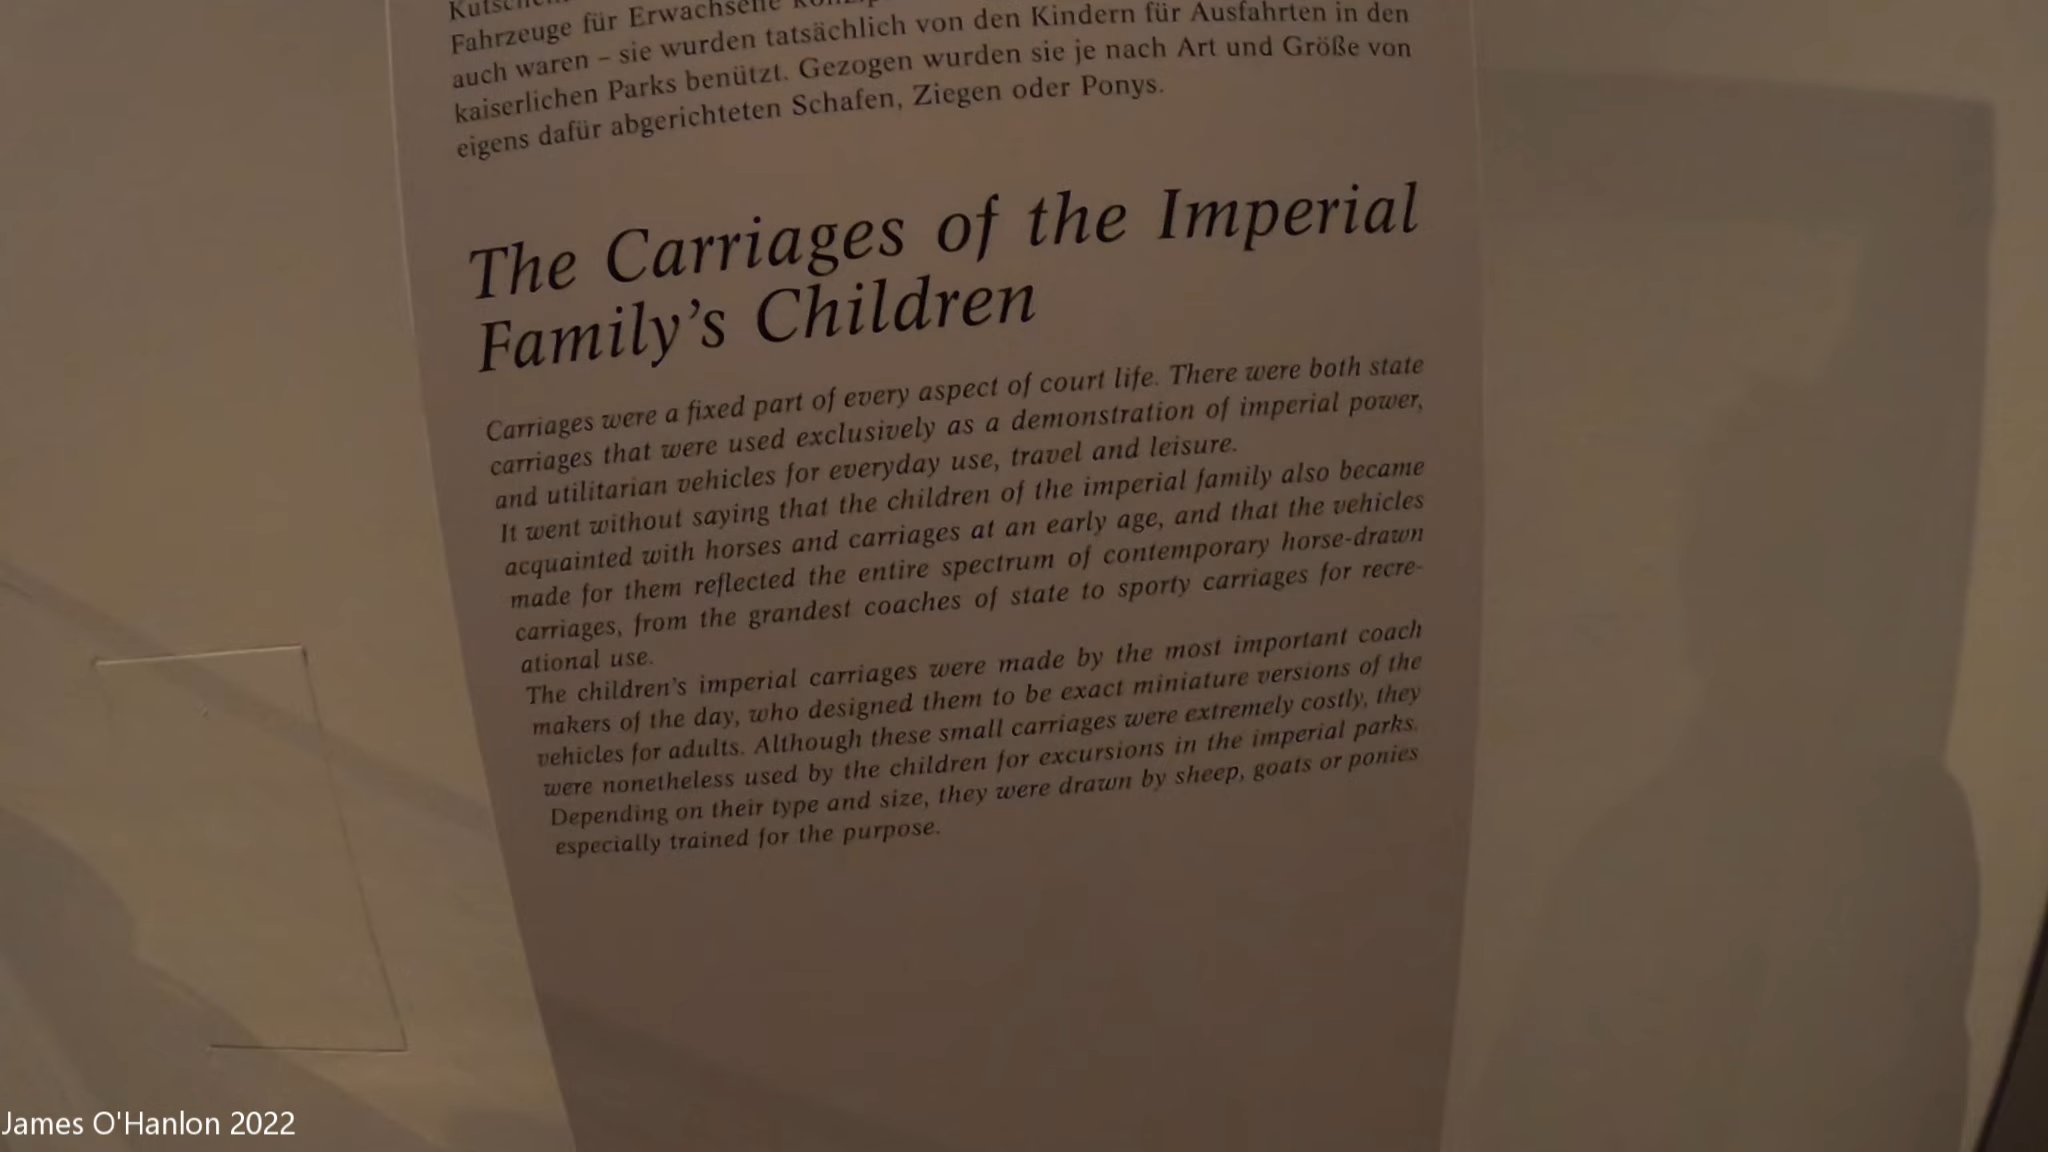 Fahrzeuge für Erwachsene
auch waren – sie wurden tatsächlich von den Kindern für Ausfahrten in den
kaiserlichen Parks benützt. Gezogen wurden sie je nach Art und Größe von
eigens dafür abgerichteten Schafen, Ziegen oder Ponys.
The Carriages of the Imperial
Family’s Children
Carriages were a fixed part of every aspect of court life. There were both state
carriages that were used exclusively as a demonstration of imperial power,
and utilitarian vehicles for everyday use, travel and leisure.
It went without saying that the children of the imperial family also became
acquainted with horses and carriages at an early age, and that the vehicles
made for them reflected the entire spectrum of contemporary horse-drawn
carriages, from the grandest coaches of state to sporty carriages for recre-
ational use.
The children’s imperial carriages were made by the most important coach
makers of the day, who designed them to be exact miniature versions of the
vehicles for adults. Although these small carriages were extremely costly, they
were nonetheless used by the children for excursions in the imperial parks.
Depending on their type and size, they were drawn by sheep, goats or ponies
especially trained for the purpose.
James O'Hanlon 2022